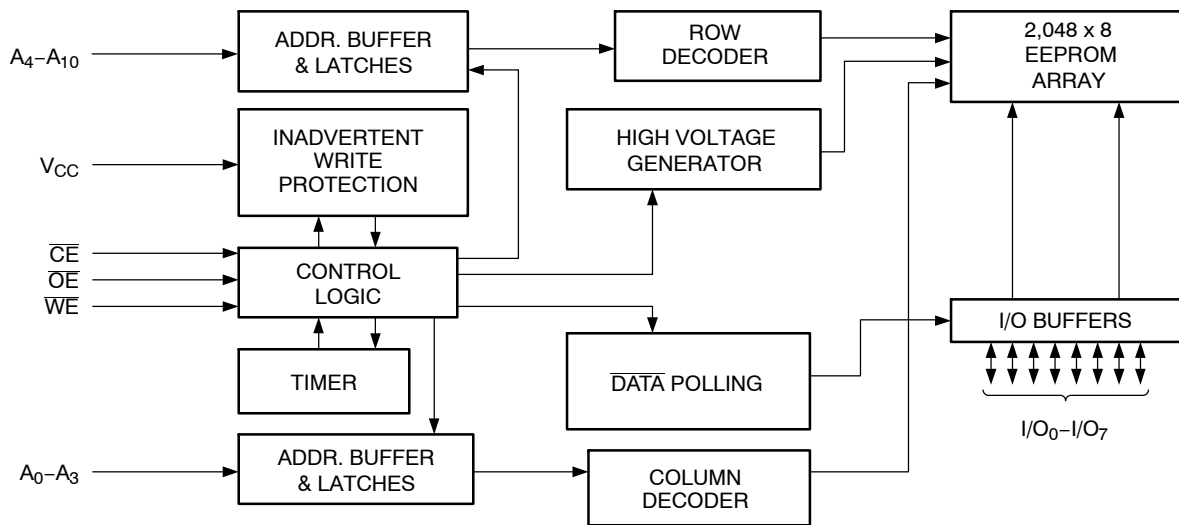 A4–A10
ADDR. BUFFER
& LATCHES
ROW
DECODER
2,048 x 8
EEPROM
ARRAY
VCC
INADVERTENT
WRITE
PROTECTION
HIGH VOLTAGE
GENERATOR
CE
OE
WE
CONTROL
LOGIC
I/O BUFFERS
TIMER
DATA POLLING
I/O0–I/O7
A0–A3
ADDR. BUFFER
& LATCHES
COLUMN
DECODER